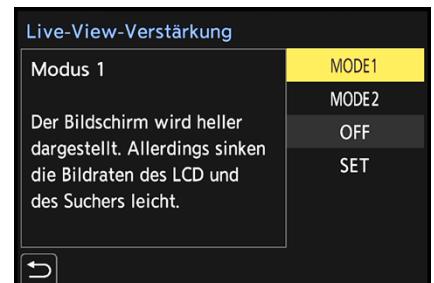 Live-View-Verstärkung
Modus 1
Der Bildschirm wird heller
dargestellt. Allerdings sinken
die Bildraten des LCD und
des Suchers leicht.
MODE1
MODE2
OFF
SET